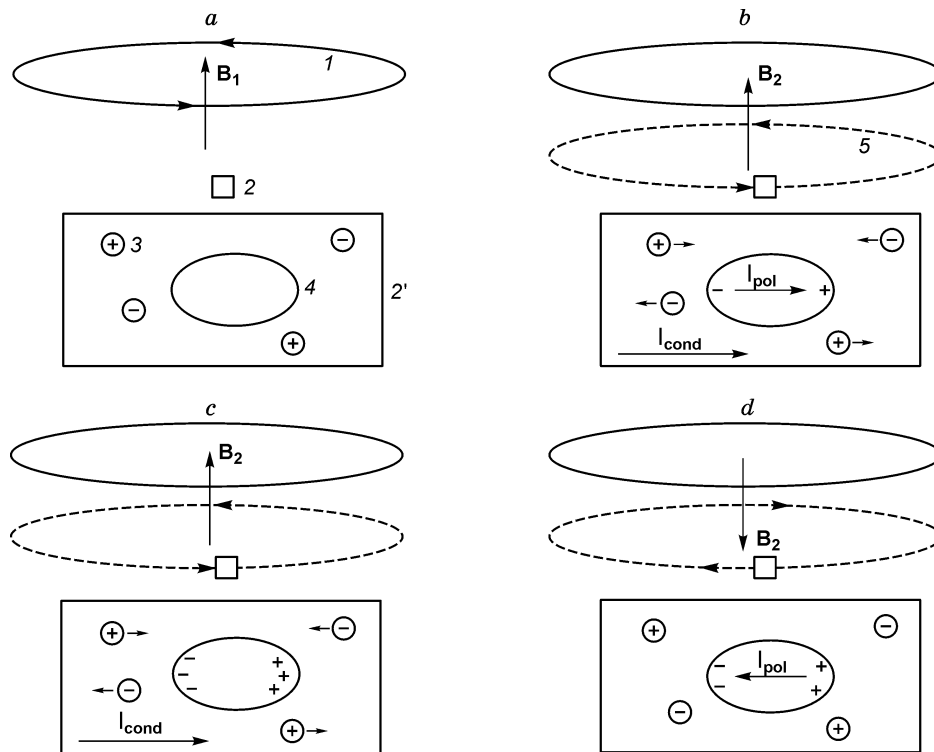 a
1
B1
2
+ 3
−
4
2'
−
+
b
B2
5
+
−
Ipol
− +
−
Icond
+
c
B2
+
−
− +
− +
− +
−
Icond
+
d
B2
+
−
− +
Ipol
− +
−
+